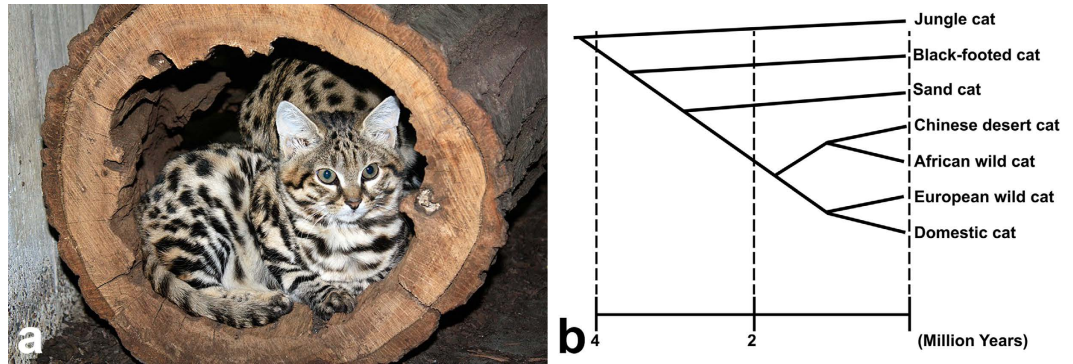 a
b
Jungle cat
Black-footed cat
Sand cat
Chinese desert cat
African wild cat
European wild cat
Domestic cat
4
2
(Million Years)